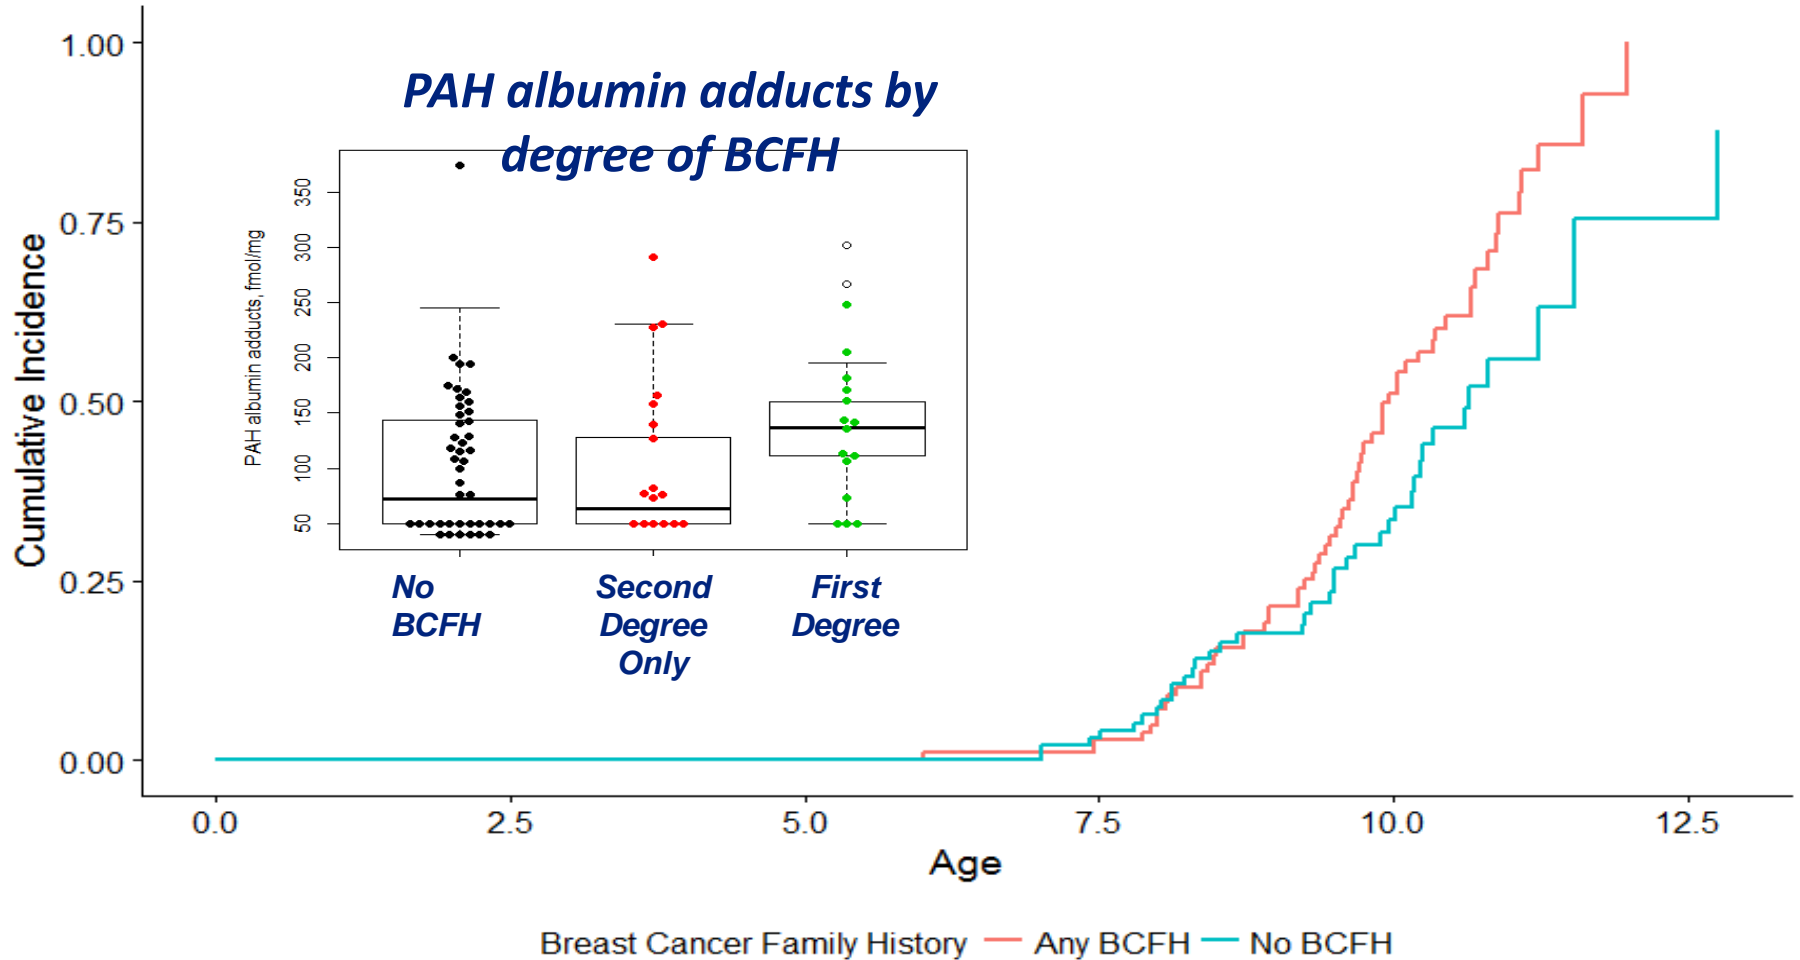 PAH albumin adducts by
degree of BCFH
PAH albumin adducts, fmol/mg
350
300
250
200
150
100
50
No
BCFH
Second
Degree
Only
First
Degree
Cumulative Incidence
1.00
0.75
0.50
0.25
0.00
0.0 2.5 5.0 7.5 10.0 12.5
Age
Breast Cancer Family History Any BCFH No BCFH